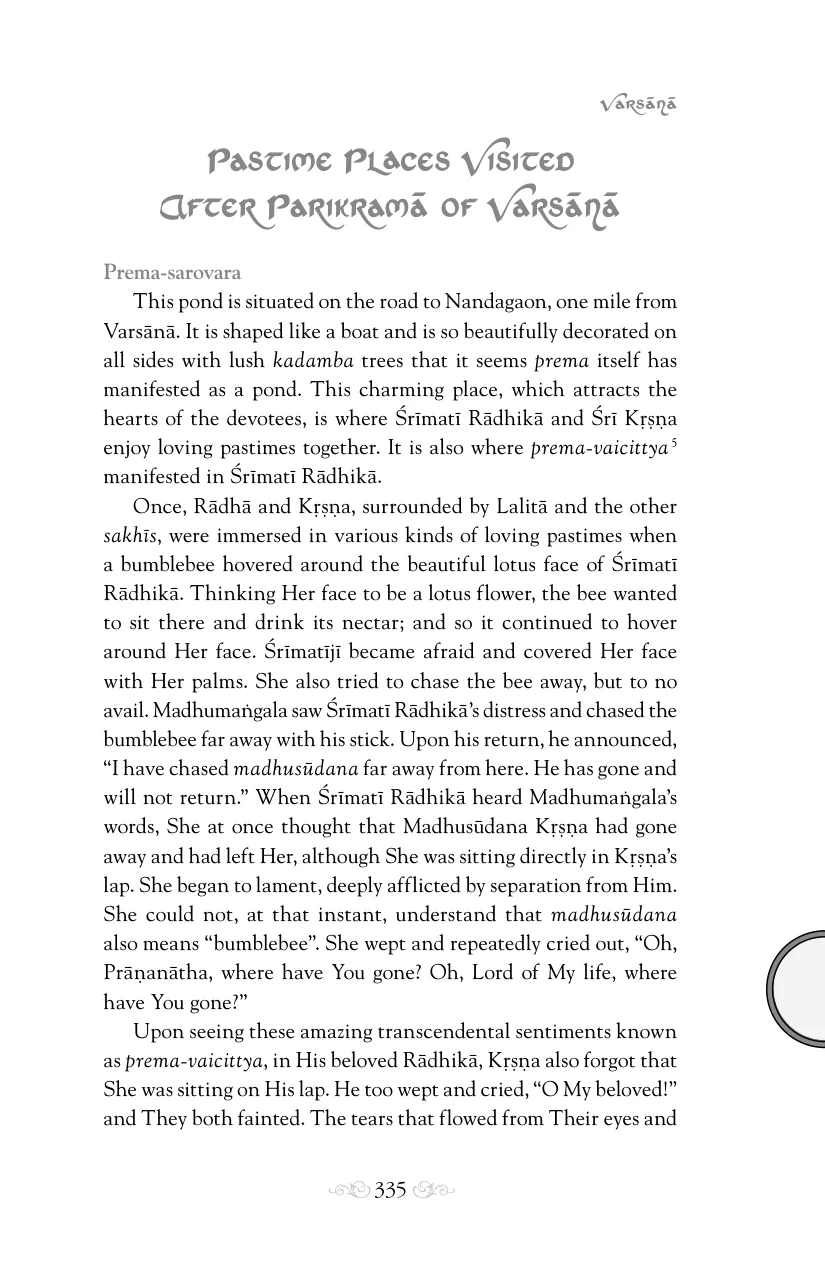 Varsāṇā
Pastime Places Visited
After Parikramā of Varsāṇā
Prema-sarovara
This pond is situated on the road to Nandagaon, one mile from
Varsānā. It is shaped like a boat and is so beautifully decorated on
all sides with lush kadamba trees that it seems prema itself has
manifested as a pond. This charming place, which attracts the
hearts of the devotees, is where Śrīmatī Rādhikā and Śrī Kṛṣṇa
enjoy loving pastimes together. It is also where prema-vaicittya 5
manifested in Śrīmatī Rādhikā.
Once, Rādhā and Kṛṣṇa, surrounded by Lalitā and the other
sakhīs, were immersed in various kinds of loving pastimes when
a bumblebee hovered around the beautiful lotus face of Śrīmatī
Rādhikā. Thinking Her face to be a lotus flower, the bee wanted
to sit there and drink its nectar; and so it continued to hover
around Her face. Śrīmatījī became afraid and covered Her face
with Her palms. She also tried to chase the bee away, but to no
avail. Madhumaṅgala saw Śrīmatī Rādhikā’s distress and chased the
bumblebee far away with his stick. Upon his return, he announced,
“I have chased madhusūdana far away from here. He has gone and
will not return.” When Śrīmatī Rādhikā heard Madhumaṅgala’s
words, She at once thought that Madhusūdana Kṛṣṇa had gone
away and had left Her, although She was sitting directly in Kṛṣṇa’s
lap. She began to lament, deeply afflicted by separation from Him.
She could not, at that instant, understand that madhusūdana
also means “bumblebee”. She wept and repeatedly cried out, “Oh,
Prāṇanātha, where have You gone? Oh, Lord of My life, where
have You gone?”
Upon seeing these amazing transcendental sentiments known
as prema-vaicittya, in His beloved Rādhikā, Kṛṣṇa also forgot that
She was sitting on His lap. He too wept and cried, “O My beloved!”
and They both fainted. The tears that flowed from Their eyes and
335